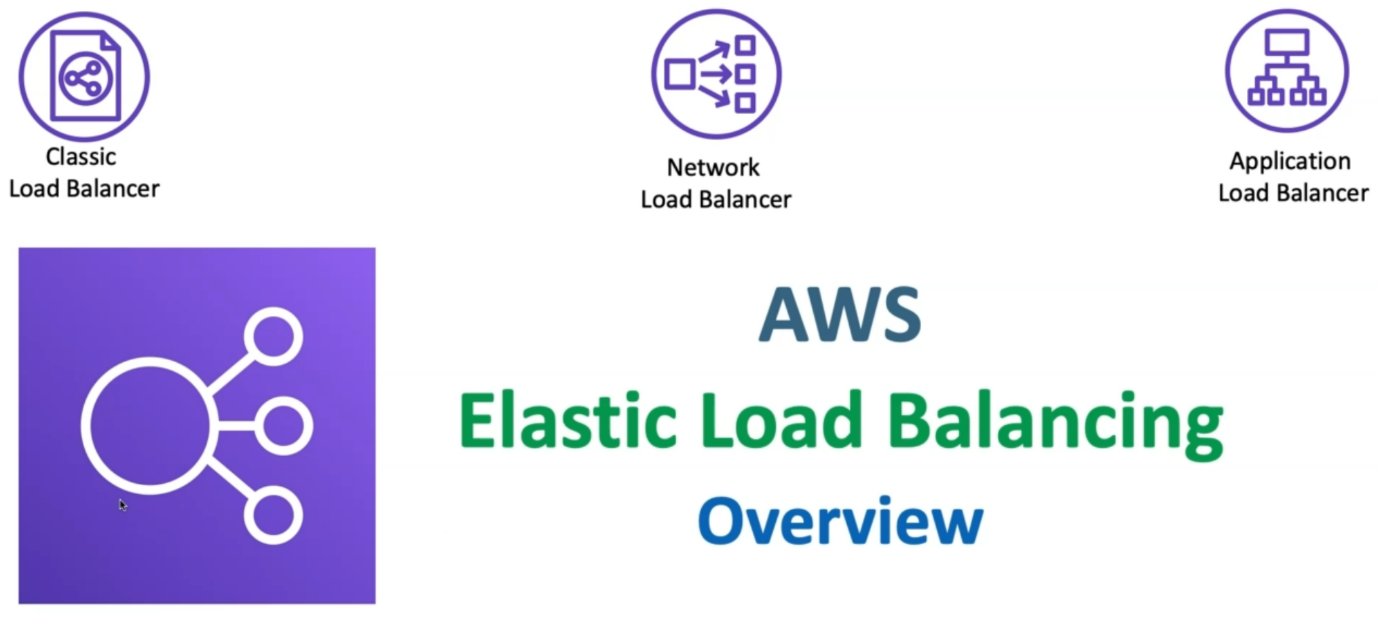 Classic
Load Balancer
Network
Load Balancer
Application
Load Balancer
AWS
Elastic Load Balancing
Overview